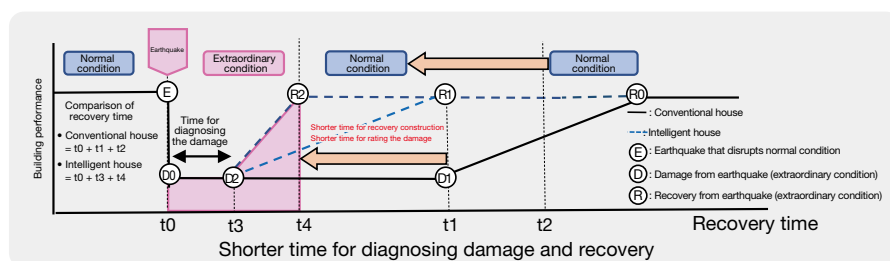 Earthquake
Normal
condition
Extraordinary
condition
Normal
condition
Normal
condition
Building performance
E
R2
R1
R0
Comparison of
recovery time
• Conventional house
= t0 + t1 + t2
• Intelligent house
= t0 + t3 + t4
Time for
diagnosing
the damage
Shorter time for recovery construction
Shorter time for rating the damage
D0
D2
D1
: Conventional house
:Intelligent house
E : Earthquake that disrupts normal condition
D : Damage from earthquake (extraordinary condition)
R : Recovery from earthquake (extraordinary condition)
t0
t3
t4
t1
t2
Recovery time
Shorter time for diagnosing damage and recovery